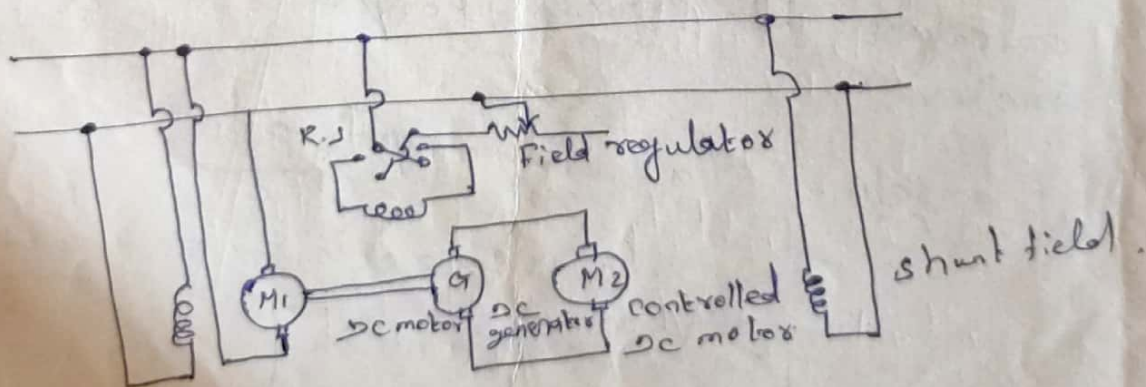 R.S
Field regulator
M1
G
M2
DC motor
DC generator
controlled DC motor
shunt field.